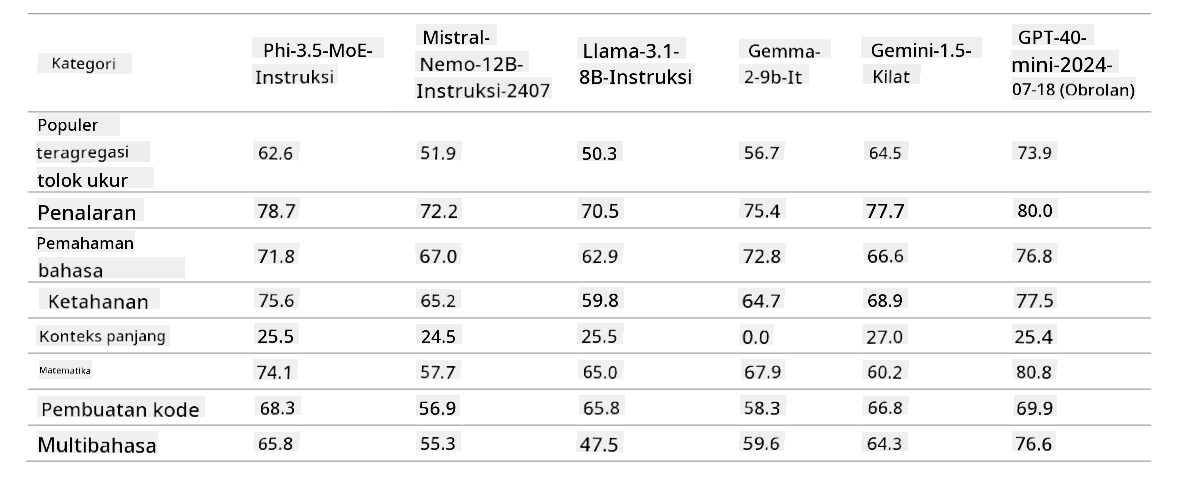 Kategori Phi-3.5-MoE-Instruksi Mistral-Nemo-12B-Instruksi-2407 Llama-3.1-8B-Instruksi Gemma-2-9b-It Gemini-1.5-Kilat GPT-40-mini-2024-07-18 (Obrolan)
Populer teragregasi tolok ukur 62.6 51.9 50.3 56.7 64.5 73.9
Penalaran 78.7 72.2 70.5 75.4 77.7 80.0
Pemahaman bahasa 71.8 67.0 62.9 72.8 66.6 76.8
Ketahanan 75.6 65.2 59.8 64.7 68.9 77.5
Konteks panjang 25.5 24.5 25.5 0.0 27.0 25.4
Matematika 74.1 57.7 65.0 67.9 60.2 80.8
Pembuatan kode 68.3 56.9 65.8 58.3 66.8 69.9
Multibahasa 65.8 55.3 47.5 59.6 64.3 76.6